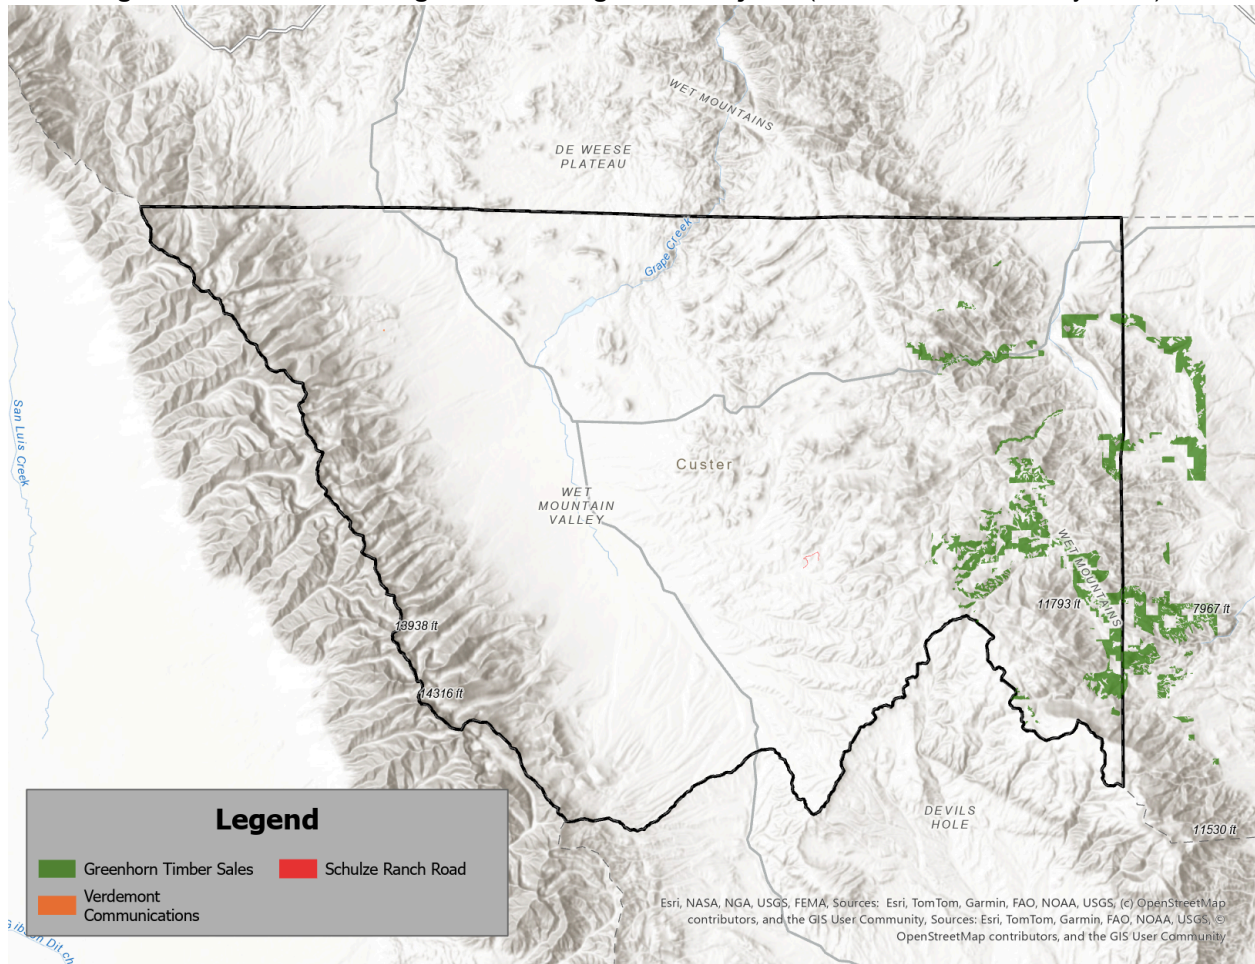 WET MOUNTAINS
DE WEESE
PLATEAU
Grape Creek
San Luis Creek
Custer
WET
MOUNTAIN
VALLEY
WET MOUNTAINS
11793 ft
7967 ft
13938 ft
14316 ft
DEVILS
HOLE
11530 ft
Legend
Greenhorn Timber Sales
Schulze Ranch Road
Verdemont
Communications
Esri, NASA, NGA, USGS, FEMA, Sources: Esri, TomTom, Garmin, FAO, NOAA, USGS, (c) OpenStreetMap
contributors, and the GIS User Community, Sources: Esri, TomTom, Garmin, FAO, NOAA, USGS, ©
OpenStreetMap contributors, and the GIS User Community
Ditch